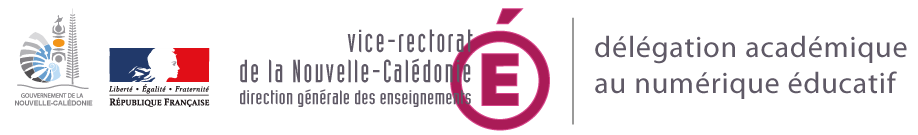 GOUVERNEMENT DE LA
NOUVELLE-CALÉDONIE
Liberté • Égalité • Fraternité
RÉPUBLIQUE FRANÇAISE
vice-rectorat
de la Nouvelle-Calédonie
direction générale des enseignements
É
délégation académique
au numérique éducatif